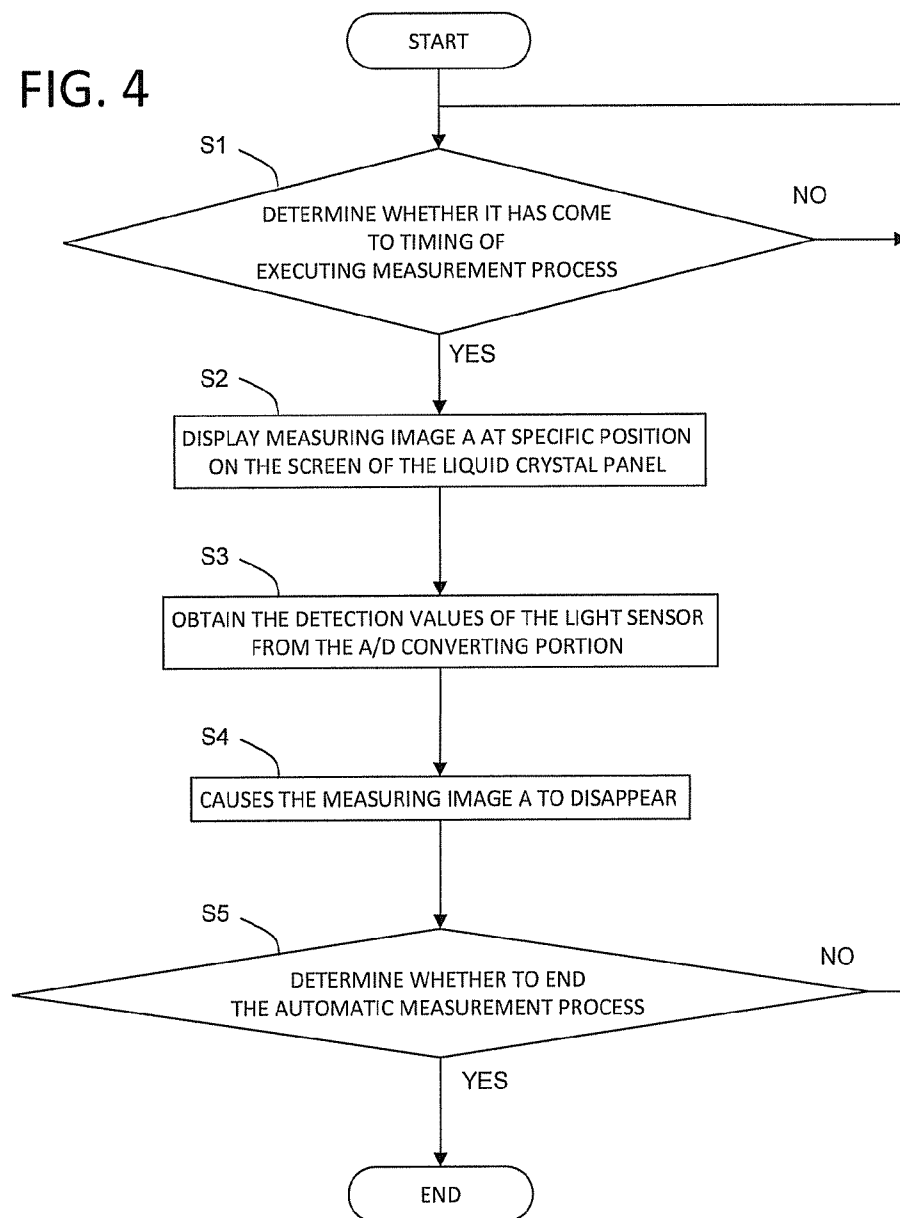 START
FIG. 4
S1
DETERMINE WHETHER IT HAS COME
TO TIMING OF
EXECUTING MEASUREMENT PROCESS
NO
YES
S2
DISPLAY MEASURING IMAGE A AT SPECIFIC POSITION
ON THE SCREEN OF THE LIQUID CRYSTAL PANEL
S3
OBTAIN THE DETECTION VALUES OF THE LIGHT SENSOR
FROM THE A/D CONVERTING PORTION
S4
CAUSES THE MEASURING IMAGE A TO DISAPPEAR
S5
DETERMINE WHETHER TO END
THE AUTOMATIC MEASUREMENT PROCESS
NO
YES
END